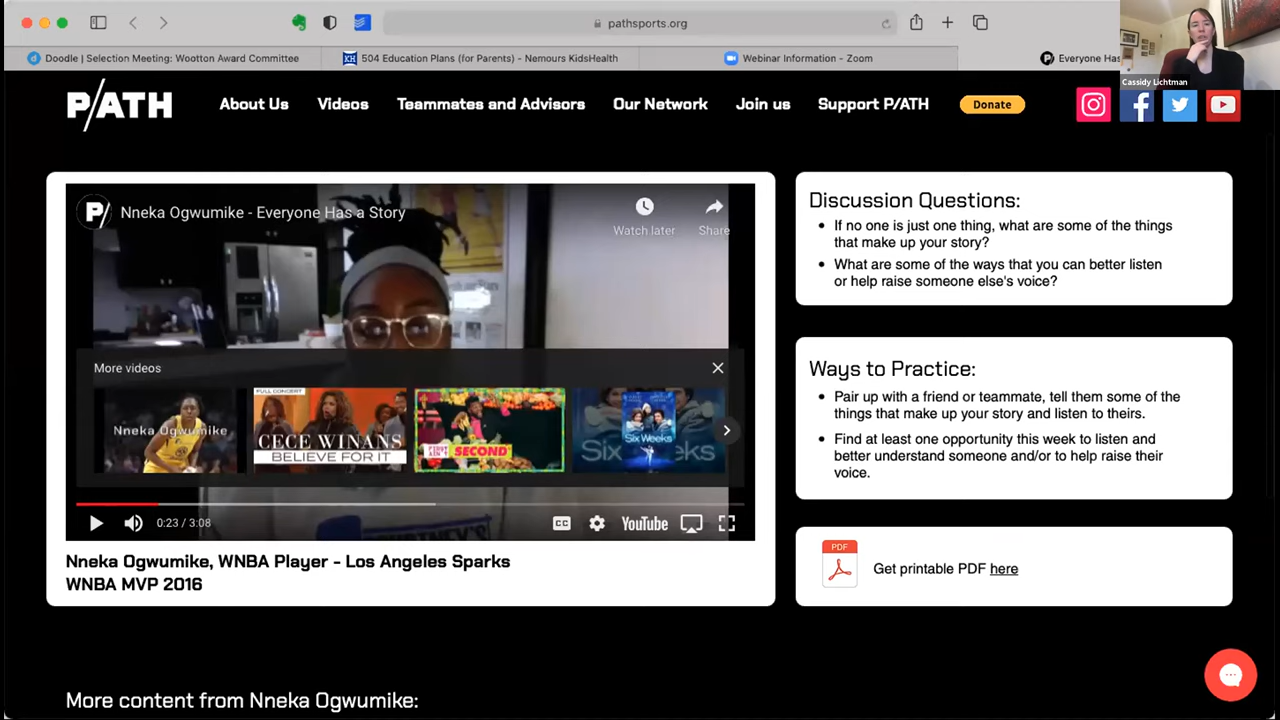 pathsports.org
Doodle | Selection Meeting: Wootton Award Committee
KH
504 Education Plans (for Parents) - Nemours KidsHealth
Webinar Information - Zoom
Everyone Has
Cassidy Lichtman
P/ATH
About Us
Videos
Teammates and Advisors
Our Network
Join us
Support P/ATH
Donate
P/
Nneka Ogwumike - Everyone Has a Story
Watch later
Share
More videos
Nneka Ogwumike
FULL CONCERT
CECE WINANS
BELIEVE FOR IT
SECOND
SIX WEEKS
Six Weeks
0:23 / 3:08
CC
YouTube
Nneka Ogwumike, WNBA Player - Los Angeles Sparks
WNBA MVP 2016
Discussion Questions:
• If no one is just one thing, what are some of the things
that make up your story?
• What are some of the ways that you can better listen
or help raise someone else's voice?
Ways to Practice:
• Pair up with a friend or teammate, tell them some of the
things that make up your story and listen to theirs.
• Find at least one opportunity this week to listen and
better understand someone and/or to help raise their
voice.
PDF
Get printable PDF here
More content from Nneka Ogwumike: